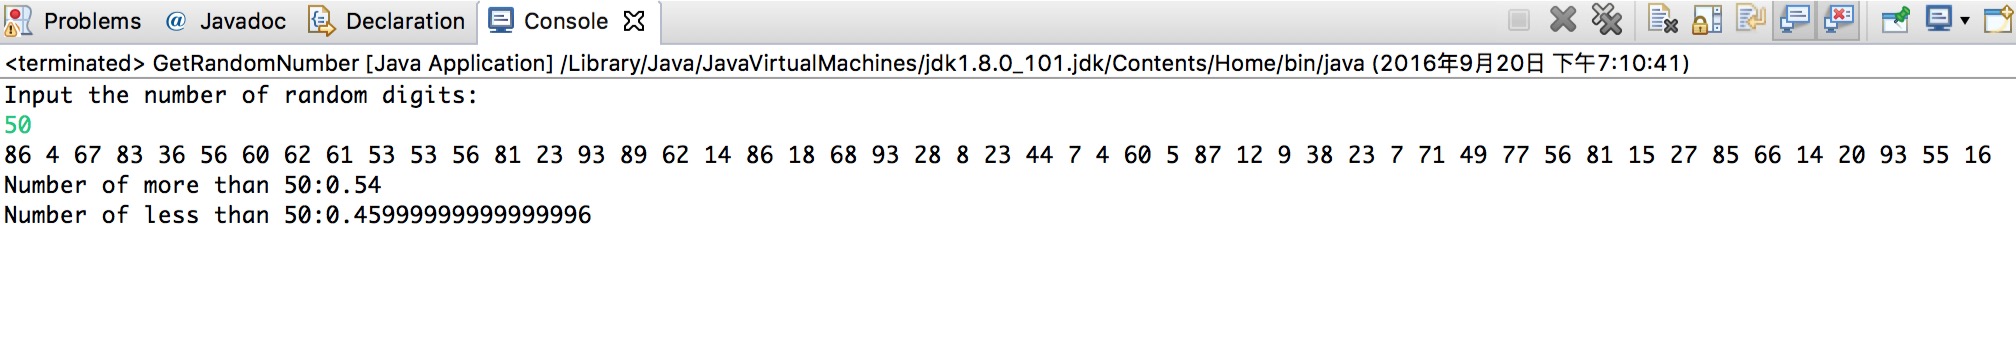 Problems @ Javadoc Declaration Console
<terminated> GetRandomNumber [Java Application] /Library/Java/JavaVirtualMachines/jdk1.8.0_101.jdk/Contents/Home/bin/java (2016年9月20日 下午7:10:41)
Input the number of random digits:
50
86 4 67 83 36 56 60 62 61 53 53 56 81 23 93 89 62 14 86 18 68 93 28 8 23 44 7 4 60 5 87 12 9 38 23 7 71 49 77 56 81 15 27 85 66 14 20 93 55 16
Number of more than 50:0.54
Number of less than 50:0.45999999999999996